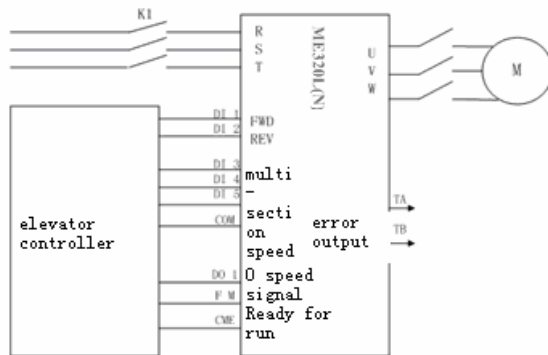 K1
R
S
T
ME320L(N)
U
V
W
M
DI 1
FWD
DI 2
REV
DI 3
multi
DI 4
-
DI 5
secti
COM
on
speed
elevator
controller
error
output
TA
TB
DO 1
0 speed
F M
signal
CME
Ready for
run